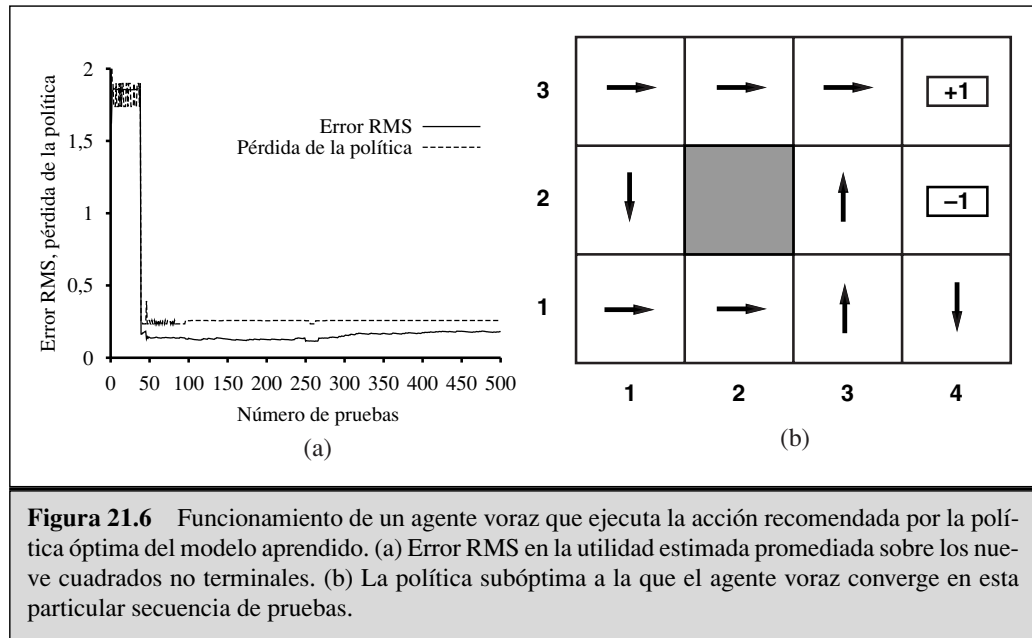 2
1,5
1
0,5
0
Error RMS, pérdida de la política
Error RMS
Pérdida de la política
0 50 100 150 200 250 300 350 400 450 500
Número de pruebas
(a)
3
+1
2
–1
1
1 2 3 4
(b)
Figura 21.6 Funcionamiento de un agente voraz que ejecuta la acción recomendada por la polí-
tica óptima del modelo aprendido. (a) Error RMS en la utilidad estimada promediada sobre los nue-
ve cuadrados no terminales. (b) La política subóptima a la que el agente voraz converge en esta
particular secuencia de pruebas.